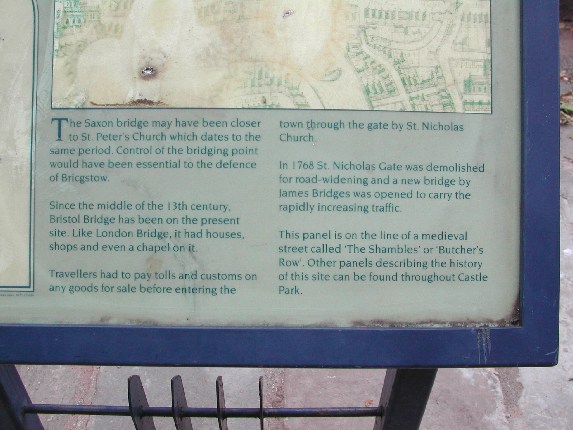 The Saxon bridge may have been closer
to St. Peter's Church which dates to the
same period. Control of the bridging point
would have been essential to the defence
of Bricgstow.
Since the middle of the 13th century,
Bristol Bridge has been on the present
site. Like London Bridge, it had houses,
shops and even a chapel on it.
Travellers had to pay tolls and customs on
any goods for sale before entering the
town through the gate by St. Nicholas
Church.
In 1768 St. Nicholas Gate was demolished
for road-widening and a new bridge by
James Bridges was opened to carry the
rapidly increasing traffic.
This panel is on the line of a medieval
street called 'The Shambles' or 'Butcher's
Row'. Other panels describing the history
of this site can be found throughout Castle
Park.